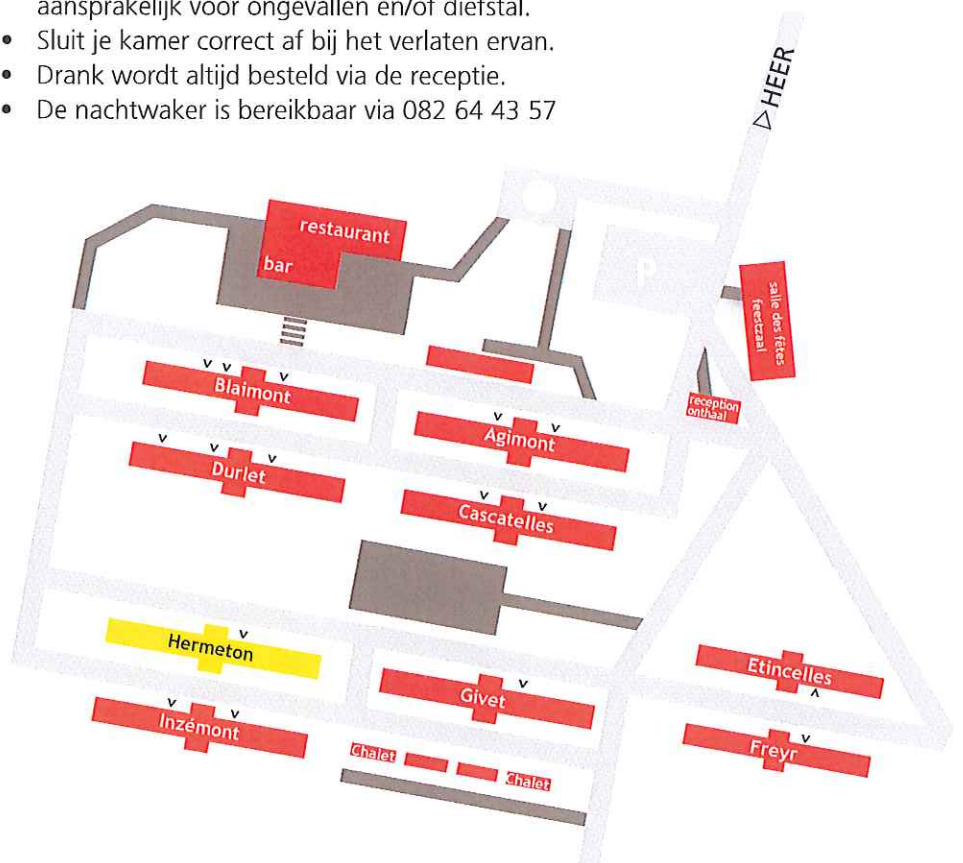 aansprakelijk voor ongevallen en/of diefstal.
• Sluit je kamer correct af bij het verlaten ervan.
• Drank wordt altijd besteld via de receptie.
• De nachtwaker is bereikbaar via 082 64 43 57
▷HEER
restaurant
bar
P
salle des fêtes
feestzaal
Blaimont
reception
onthaal
Agimont
Durlet
Cascatelles
Hermeton
Etincelles
Givet
Inzémont
Freyr
Chalet
Chalet